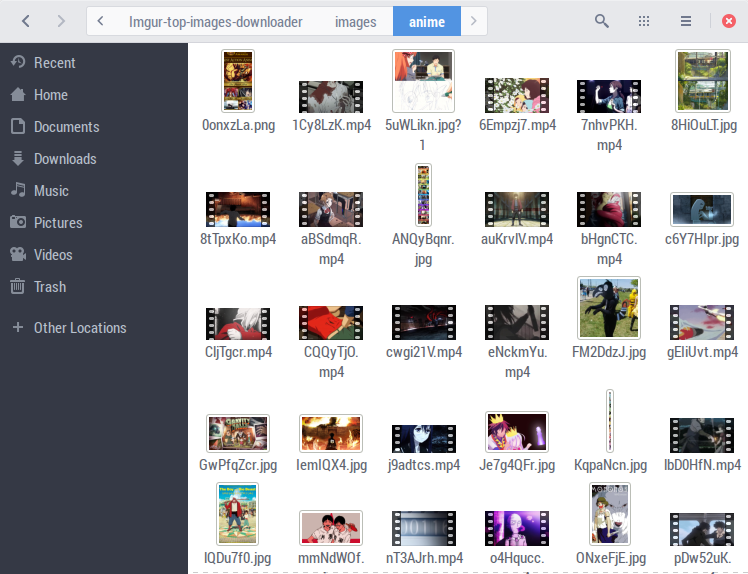 Imgur-top-images-downloader images anime
Recent
Home
Documents
Downloads
Music
Pictures
Videos
Trash
Other Locations
0onxzLa.png 1Cy8LzK.mp4 5uWLikn.jpg? 6Empzj7.mp4 7nhvPKH. 8HiOuLT.jpg
1 mp4
8tTpxKo.mp4 aBSdmqR. ANQyBqnr. auKrvIV.mp4 bHgnCTC. c6Y7HIpr.jpg
mp4 jpg mp4
CljTgcr.mp4 CQQyTjO. cwgi21V.mp4 eNckmYu. FM2DdzJ.jpg gEIiUvt.mp4
mp4 mp4
GwPfqZcr.jpg IemIQX4.jpg j9adtcs.mp4 Je7g4QFr.jpg KqpaNcn.jpg lbD0HfN.mp4
lQDu7f0.jpg mmNdWOf. nT3AJrh.mp4 o4Hqucc. ONxeFjE.jpg pDw52uK.